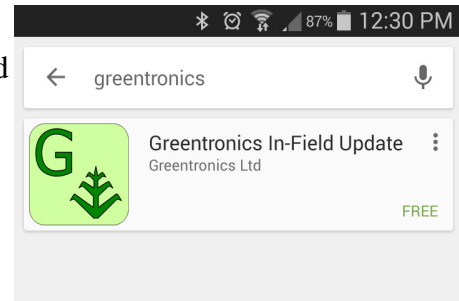 87% 12:30 PM
d
greentronics
G
Greentronics In-Field Update
Greentronics Ltd
FREE